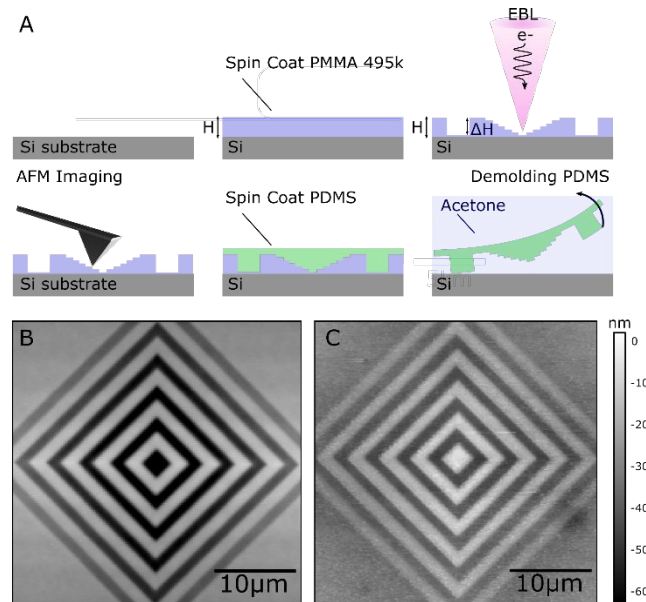 A
EBL
e-
Spin Coat PMMA 495k
H
H
ΔH
Si substrate
Si
Si
AFM Imaging
Spin Coat PDMS
Demolding PDMS
Acetone
Si substrate
Si
Si
B
C
nm
0
-10
-20
-30
-40
-50
-60
10μm
10μm